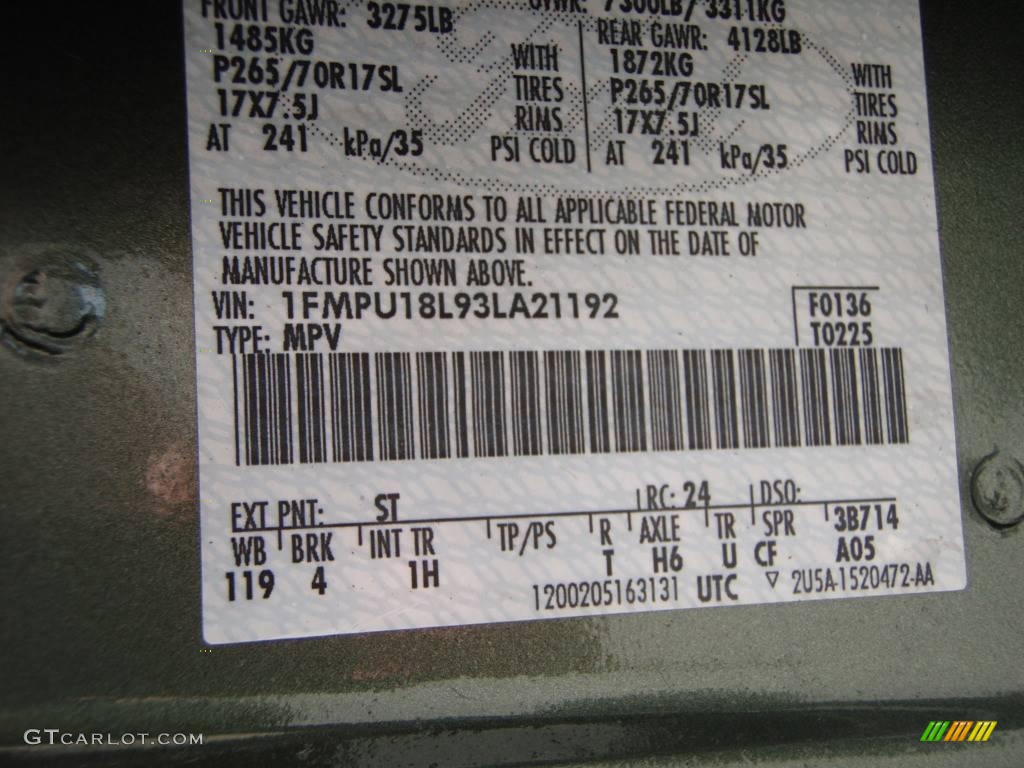 FRONT GAWR: 3275LB
GVWR: 7300LB/ 3311KG
1485KG
WITH
P265/70R17SL
TIRES
17X7.5J
RIMS
AT 241 kPa/35 PSI COLD
REAR GAWR: 4128LB
1872KG
WITH
P265/70R17SL
TIRES
17X7.5J
RIMS
AT 241 kPa/35 PSI COLD
THIS VEHICLE CONFORMS TO ALL APPLICABLE FEDERAL MOTOR
VEHICLE SAFETY STANDARDS IN EFFECT ON THE DATE OF
MANUFACTURE SHOWN ABOVE.
VIN: 1FMPU18L93LA21192
F0136
TYPE: MPV
T0225
EXT PNT: ST RC: 24 DSO:
WB BRK INT TR TP/PS R AXLE TR SPR 3B714
119 4 1H T H6 U CF A05
1200205163131 UTC ▽ 2U5A-1520472-AA
GTCARLOT.COM